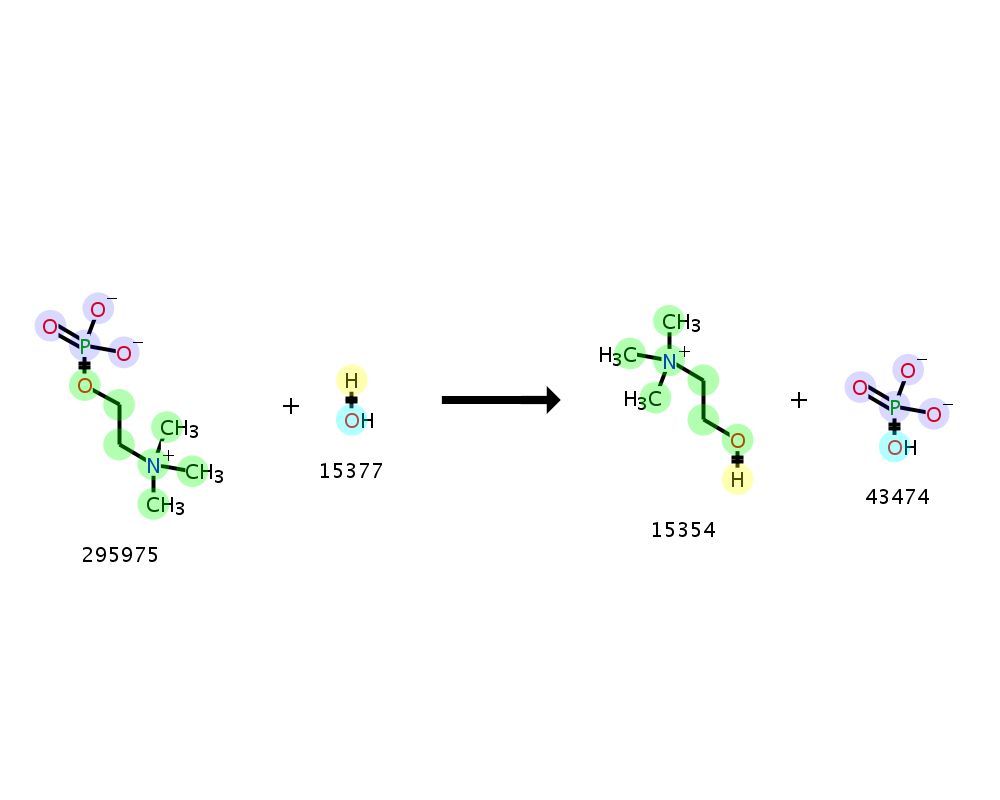 O⁻
O
P
O⁻
O
CH₃
N⁺
CH₃
CH₃
295975
+
H
OH
15377
CH₃
H₃C
N⁺
H₃C
O
H
15354
+
O⁻
O
P
O⁻
OH
43474